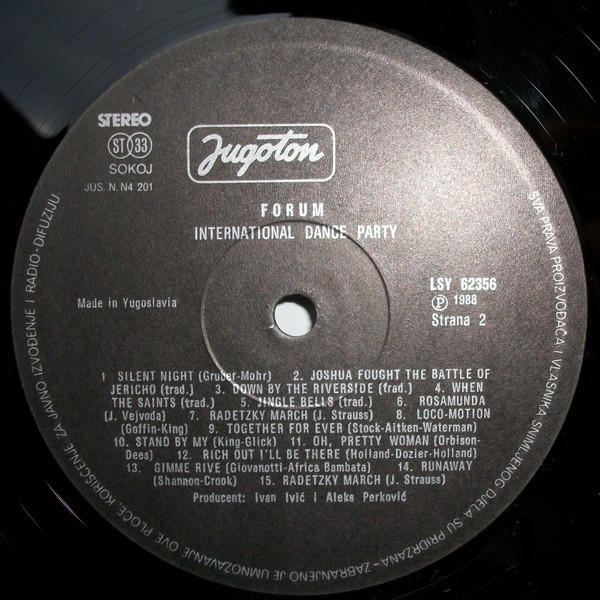 STEREO
ST 33
SOKOJ
JUS. N. N4 201
Jugoton
FORUM
INTERNATIONAL DANCE PARTY
Made in Yugoslavia
LSY 62356
Ⓟ 1988
Strana 2
1 SILENT NIGHT (Gruber-Mohr) 2. JOSHUA FOUGHT THE BATTLE OF
JERICHO (trad.) 3. DOWN BY THE RIVERSIDE (trad.) 4. WHEN
THE SAINTS (trad.) 5. JINGLE BELLS (trad.) 6. ROSAMUNDA
(J. Vejvoda) 7. RADETZKY MARCH (J. Strauss) 8. LOCO-MOTION
(Goffin-King) 9. TOGETHER FOR EVER (Stock-Aitken-Waterman)
10. STAND BY MY (King-Glick) 11. OH, PRETTY WOMAN (Orbison-
Dees) 12. RICH OUT I'LL BE THERE (Holland-Dozier-Holland)
13. GIMME RIVE (Giovanotti-Africa Bambata) 14. RUNAWAY
(Shannon-Crook) 15. RADETZKY MARCH (J. Strauss)
Producent: Ivan Ivić i Aleks Perković
SVA PRAVA PROIZVOĐAČA I VLASNIKA SNIMLJENOG DJELA SU PRIDRŽANA - ZABRANJENO JE UMNOŽAVANJE OVE PLOČE, KORIŠĆENJE ZA JAVNO IZVOĐENJE I RADIO-DIFUZIJU